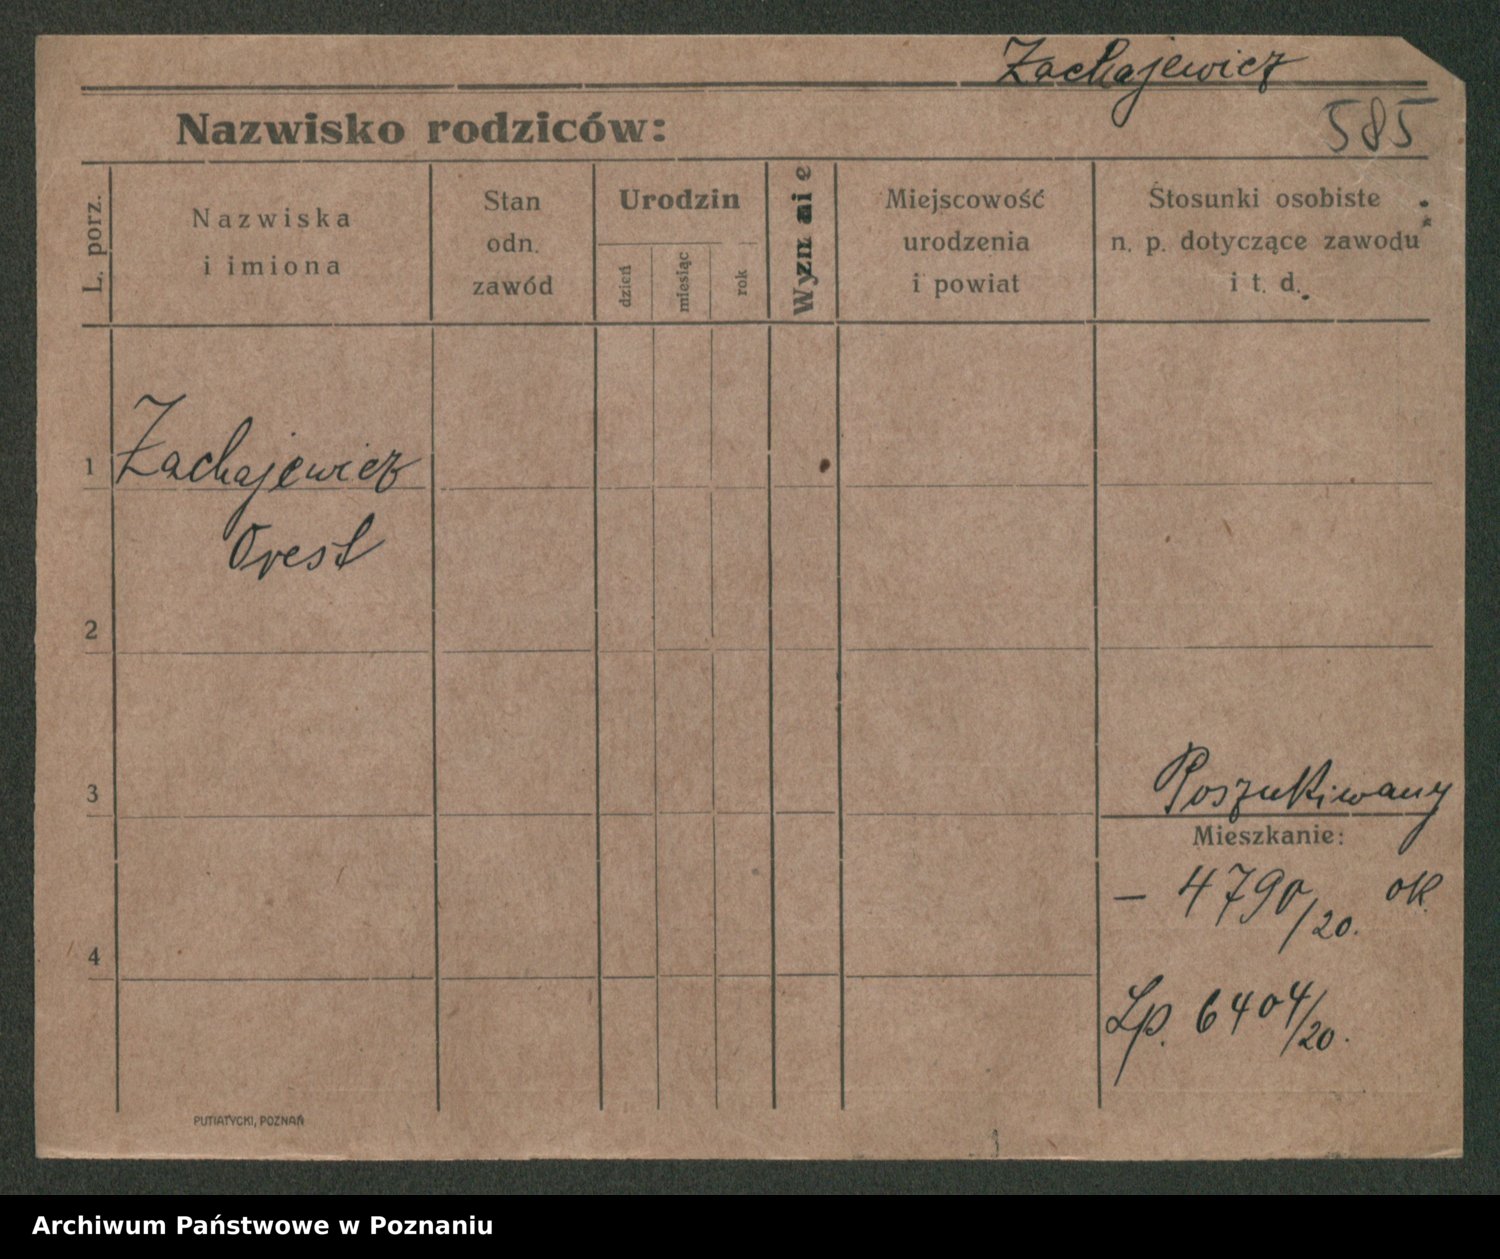 Zachajewicz
585
Nazwisko rodziców:
L. porz.
Nazwiska
i imiona
Stan
odn.
zawód
Urodzin
dzień
miesiąc
rok
Wyznanie
Miejscowość
urodzenia
i powiat
Stosunki osobiste
n. p. dotyczące zawodu
i t. d.
1
Zachajewicz
Orest
2
3
Poszukiwany
Mieszkanie:
– 4790/20. ok
4
Lp. 6404/20.
PUTIATYCKI, POZNAŃ
Archiwum Państwowe w Poznaniu